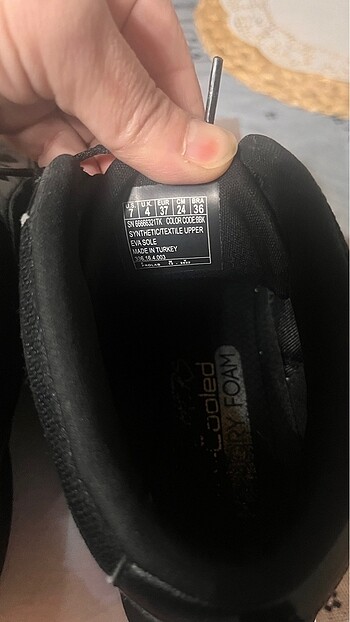 U.S. U.K. EUR CM BRA
7 4 37 24 36
SN 66666321TK COLOR CODE:BBK
SYNTHETIC/TEXTILE UPPER
EVA SOLE
MADE IN TURKEY
Cooled
FOAM